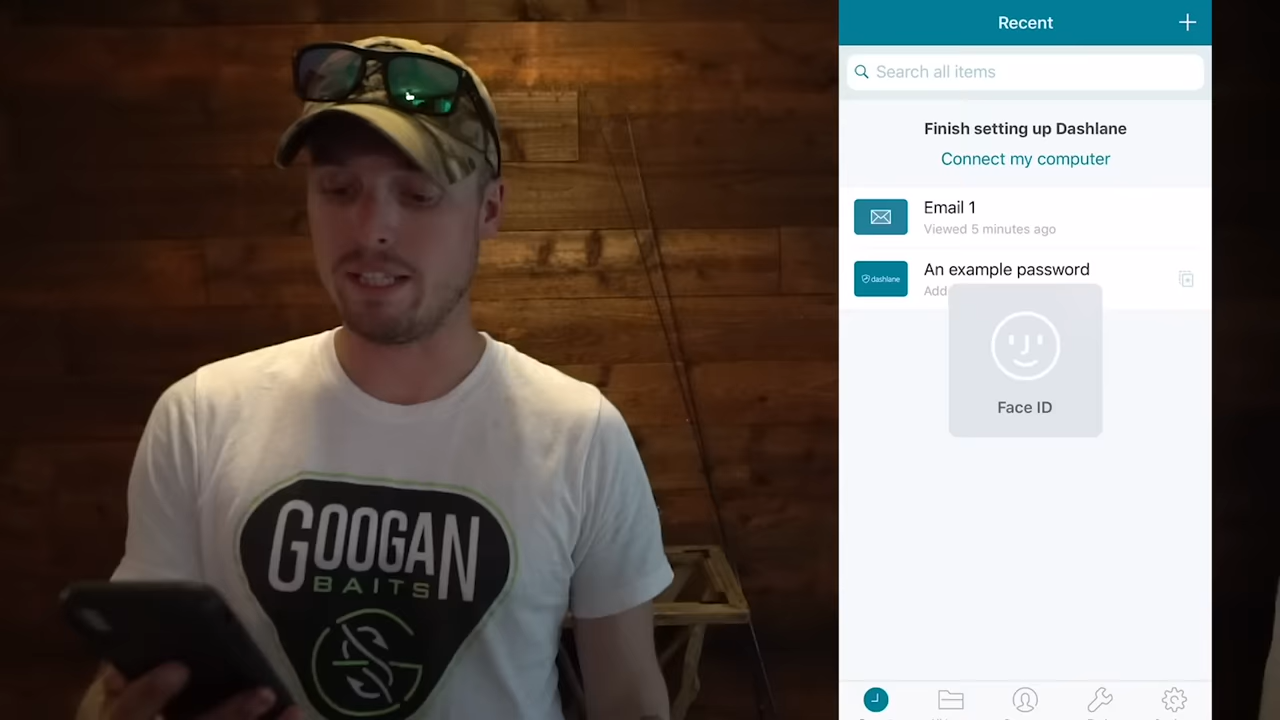 GOOGAN
BAITS
Recent
Search all items
Finish setting up Dashlane
Connect my computer
Email 1
Viewed 5 minutes ago
dashlane
An example password
Add
Face ID